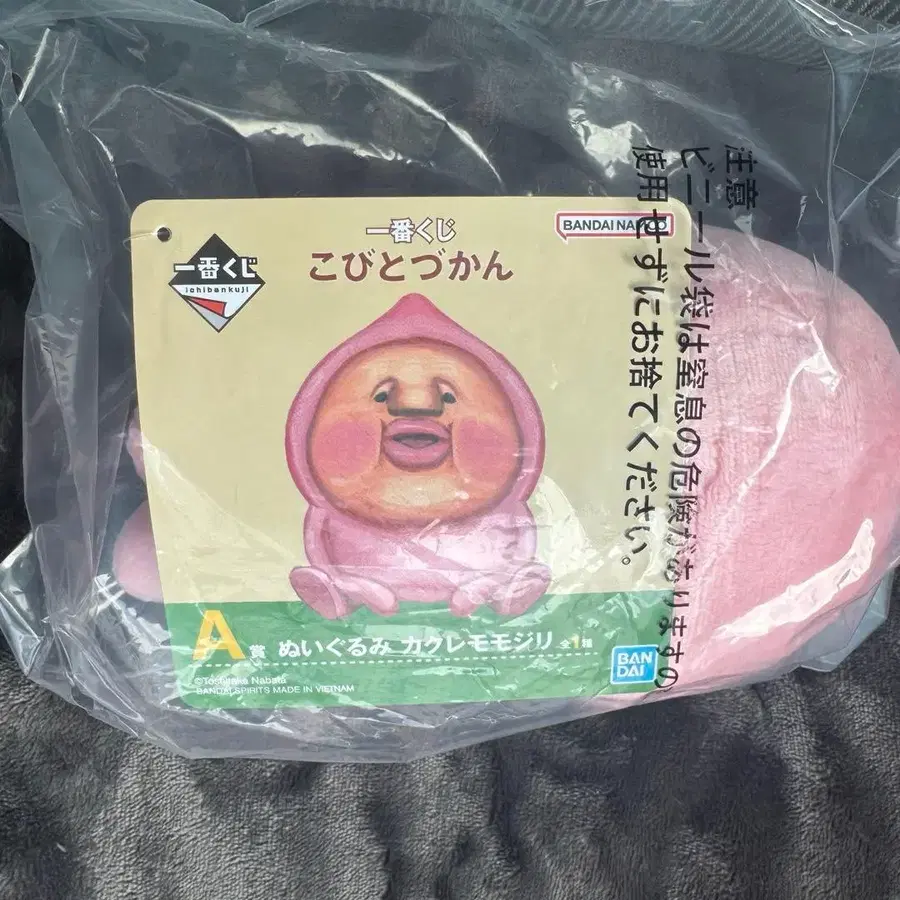 一番くじ
ichibankuji
一番くじ
こびとづかん
BANDAI NAMCO
A賞 ぬいぐるみ カクレモモジリ 全1種
©Toshitaka Nabata
BANDAI SPIRITS MADE IN VIETNAM
BAN
DAI
注意
ビニール袋は窒息の危険がありますので
使用せずにお捨てください。